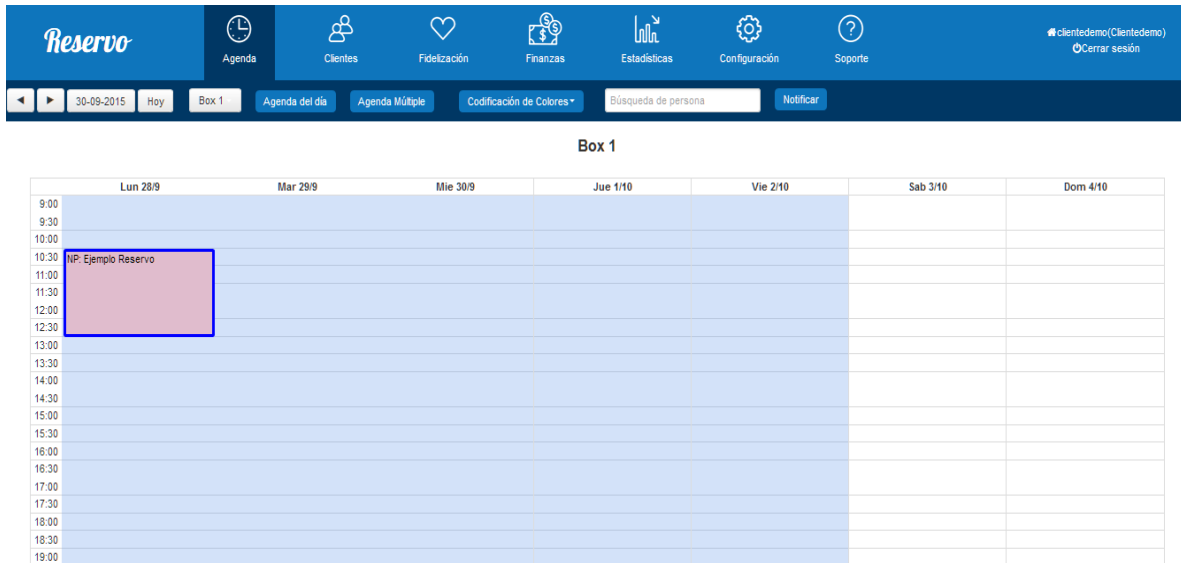 Reservo
Agenda
Clientes
Fidelización
Finanzas
Estadísticas
Configuración
Soporte
clientedemo(Clientedemo)
Cerrar sesión
30-09-2015 Hoy Box 1 Agenda del día Agenda Múltiple Codificación de Colores Búsqueda de persona Notificar
Box 1
Lun 28/9 Mar 29/9 Mie 30/9 Jue 1/10 Vie 2/10 Sab 3/10 Dom 4/10
9:00
9:30
10:00
10:30 NP: Ejemplo Reservo
11:00
11:30
12:00
12:30
13:00
13:30
14:00
14:30
15:00
15:30
16:00
16:30
17:00
17:30
18:00
18:30
19:00